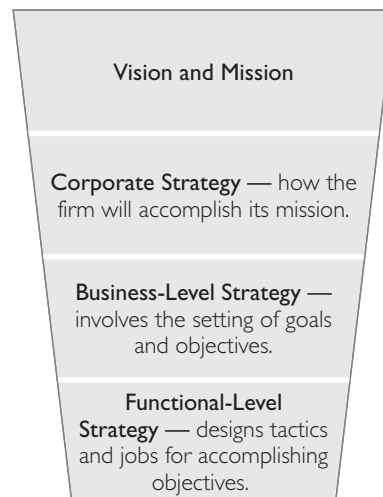 Vision and Mission
Corporate Strategy — how the
firm will accomplish its mission.
Business-Level Strategy —
involves the setting of goals
and objectives.
Functional-Level
Strategy — designs tactics
and jobs for accomplishing
objectives.